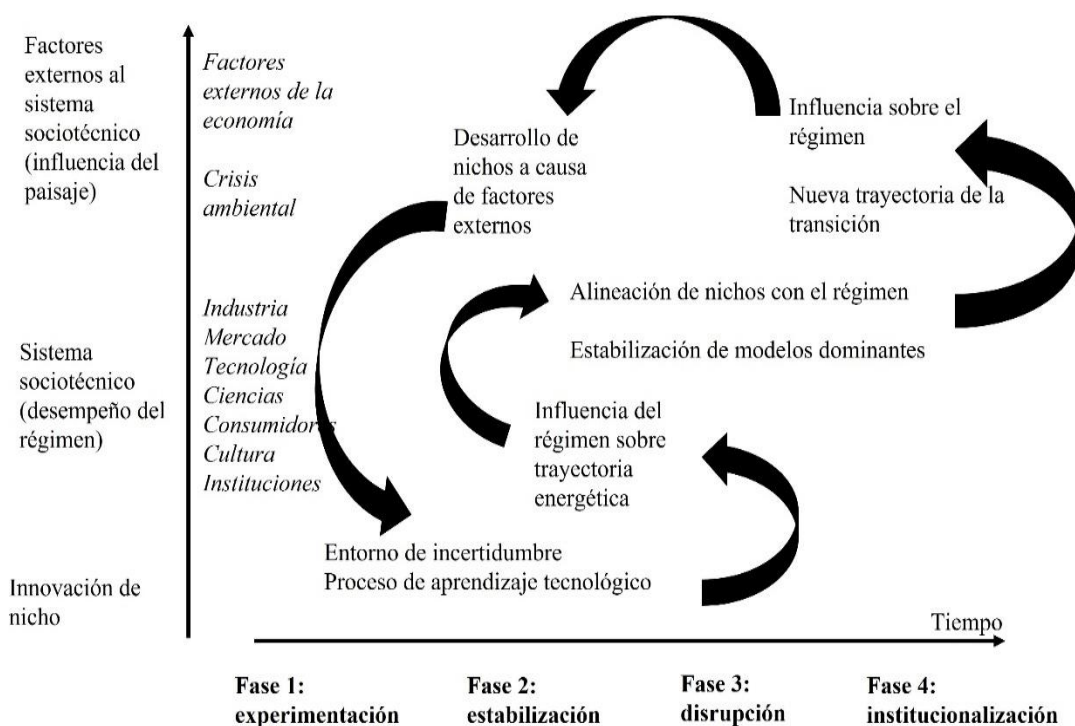 Factores
externos al
sistema
sociotécnico
(influencia del
paisaje)
Factores
externos de la
economía
Crisis
ambiental
Desarrollo de
nichos a causa
de factores
externos
Influencia sobre el
régimen
Nueva trayectoria de la
transición
Sistema
sociotécnico
(desempeño del
régimen)
Industria
Mercado
Tecnología
Ciencias
Consumidores
Cultura
Instituciones
Alineación de nichos con el régimen
Estabilización de modelos dominantes
Influencia del
régimen sobre
trayectoria
energética
Innovación de
nicho
Entorno de incertidumbre
Proceso de aprendizaje tecnológico
Tiempo
Fase 1:
experimentación
Fase 2:
estabilización
Fase 3:
disrupción
Fase 4:
institucionalización